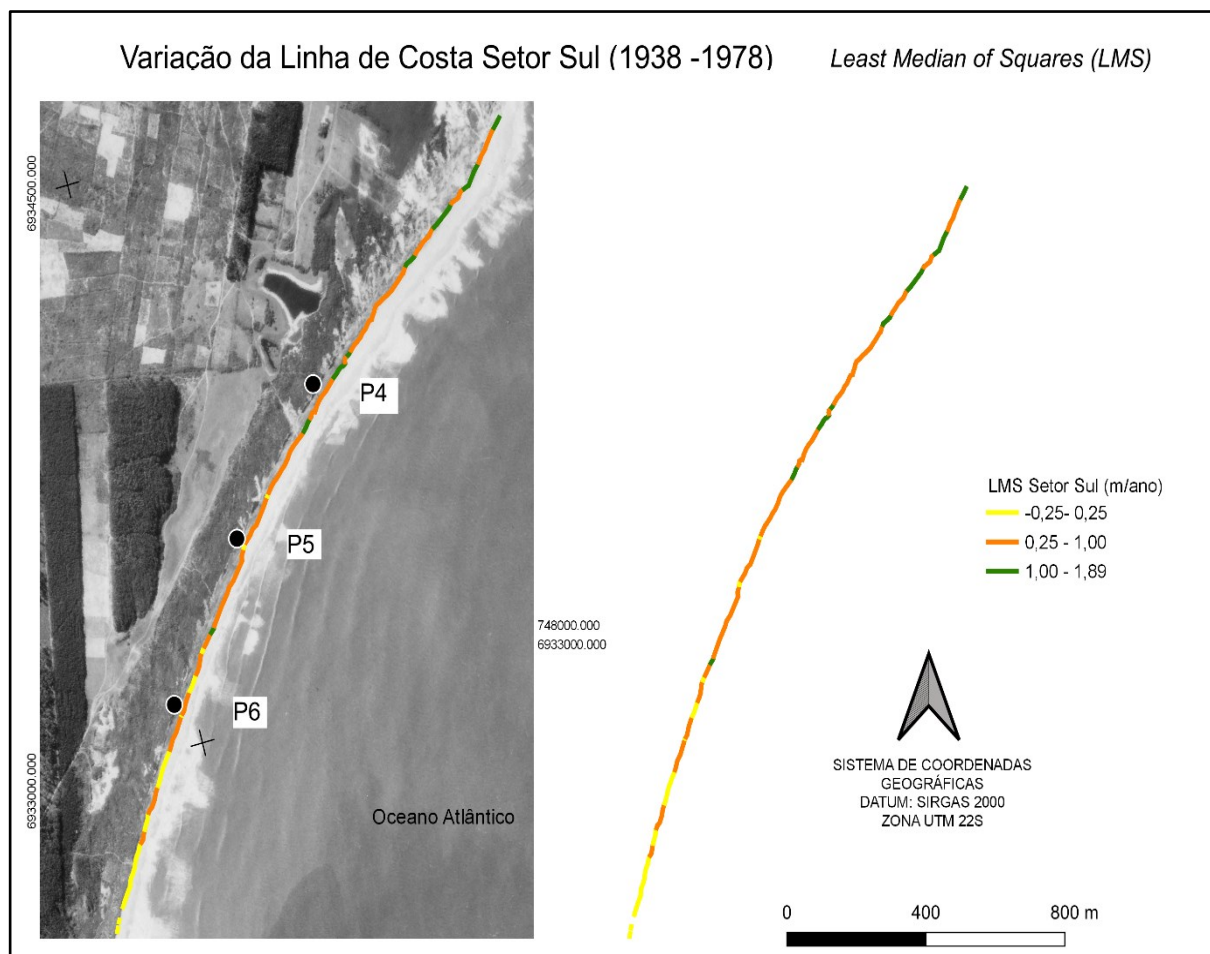 Variação da Linha de Costa Setor Sul (1938 -1978)
Least Median of Squares (LMS)
6934500.000
P4
P5
748000.000
6933000.000
P6
6933000.000
Oceano Atlântico
LMS Setor Sul (m/ano)
-0,25- 0,25
0,25 - 1,00
1,00 - 1,89
SISTEMA DE COORDENADAS
GEOGRÁFICAS
DATUM: SIRGAS 2000
ZONA UTM 22S
0 400 800 m